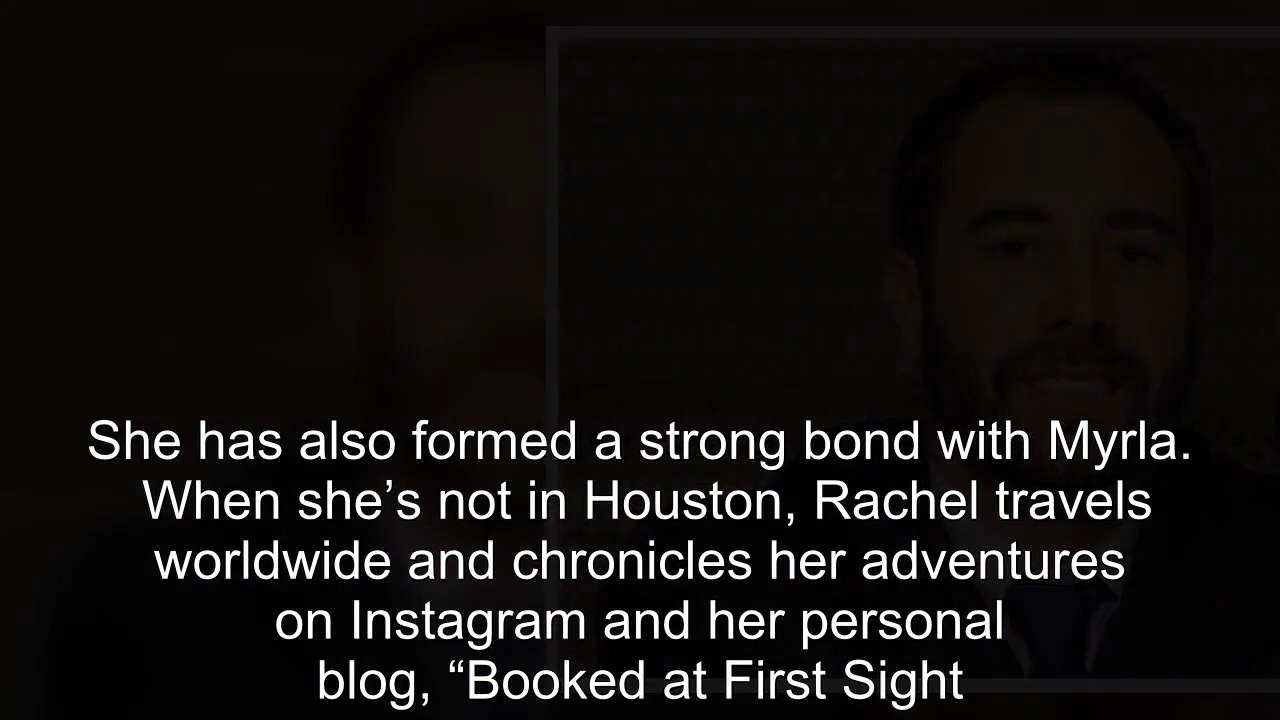 She has also formed a strong bond with Myrla.
When she’s not in Houston, Rachel travels
worldwide and chronicles her adventures
on Instagram and her personal
blog, “Booked at First Sight